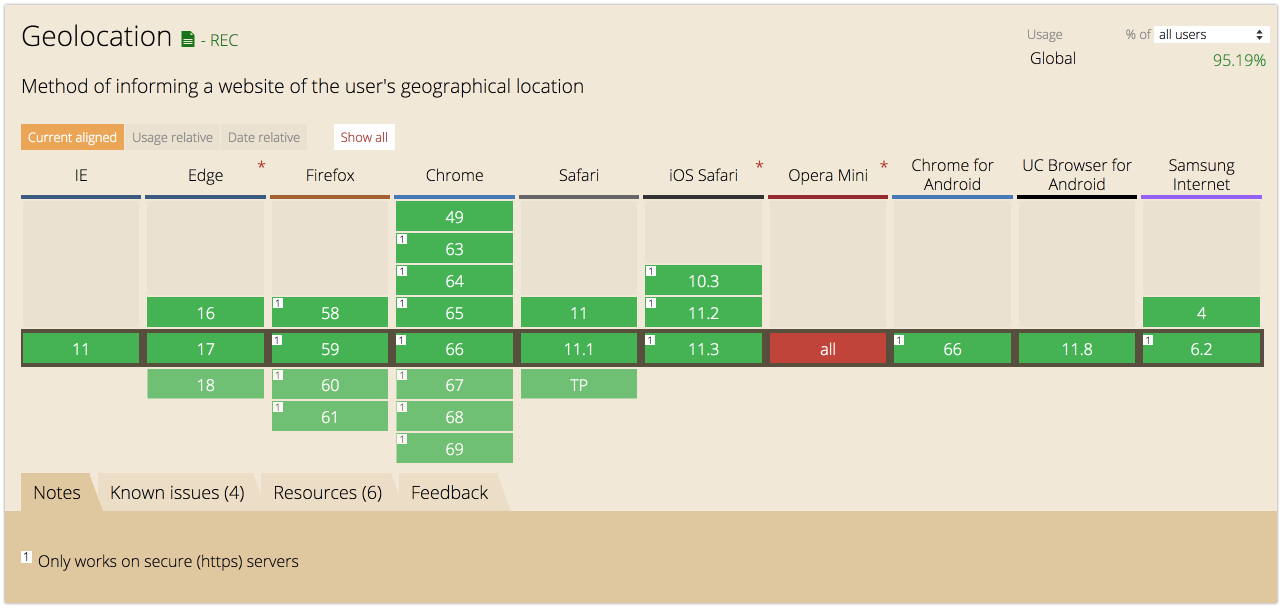 Geolocation - REC
Usage % of all users
Global 95.19%
Method of informing a website of the user's geographical location
Current aligned Usage relative Date relative Show all
IE Edge * Firefox Chrome Safari iOS Safari * Opera Mini * Chrome for Android UC Browser for Android Samsung Internet
49
1 63
1 64 1 10.3
16 1 58 1 65 11 1 11.2 4
11 17 1 59 1 66 11.1 1 11.3 all 1 66 11.8 1 6.2
18 1 60 1 67 TP
1 61 1 68
1 69
Notes Known issues (4) Resources (6) Feedback
1 Only works on secure (https) servers